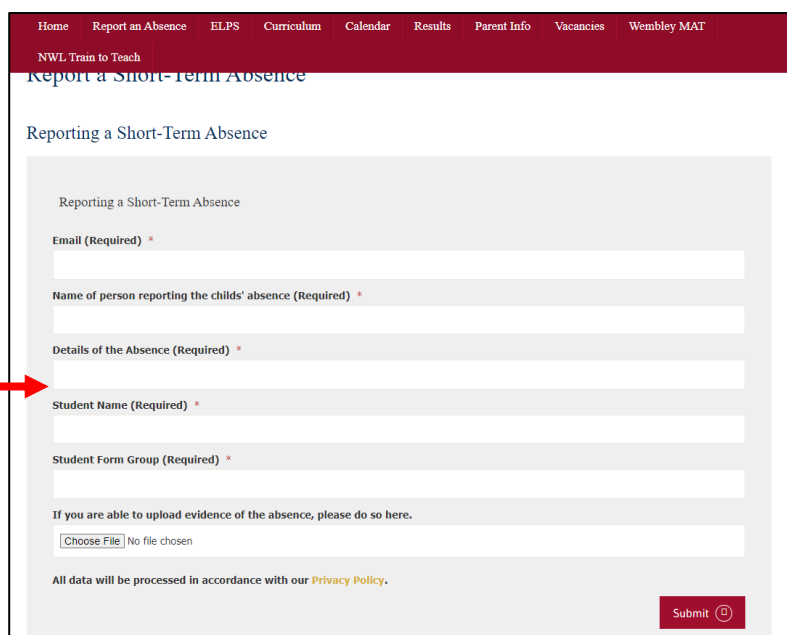 Home Report an Absence ELPS Curriculum Calendar Results Parent Info Vacancies Wembley MAT
NWL Train to Teach
Report a Short-Term Absence
Reporting a Short-Term Absence
Reporting a Short-Term Absence
Email (Required) *
Name of person reporting the childs' absence (Required) *
Details of the Absence (Required) *
Student Name (Required) *
Student Form Group (Required) *
If you are able to upload evidence of the absence, please do so here.
Choose File No file chosen
All data will be processed in accordance with our Privacy Policy.
Submit